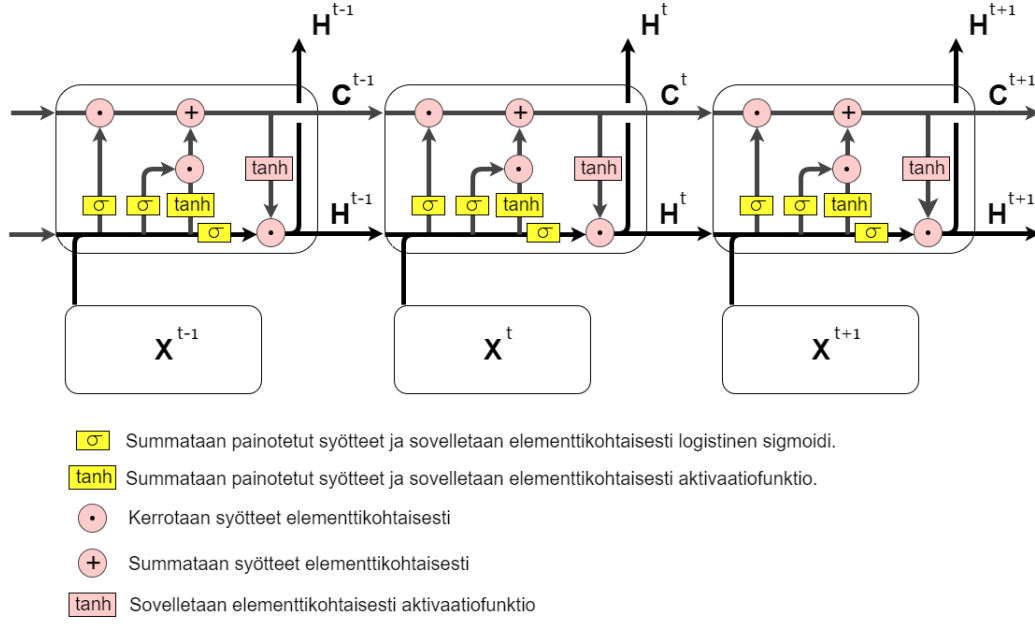 H t-1
H t
H t+1
C t-1
C t
C t+1
tanh
tanh
tanh
σ σ tanh
σ σ tanh
σ σ tanh
H t-1
H t
H t+1
σ
σ
σ
X t-1
X t
X t+1
σ Summataan painotetut syötteet ja sovelletaan elementtikohtaisesti logistinen sigmoidi.
tanh Summataan painotetut syötteet ja sovelletaan elementtikohtaisesti aktivaatiofunktio.
Kerrotaan syötteet elementtikohtaisesti
+ Summataan syötteet elementtikohtaisesti
tanh Sovelletaan elementtikohtaisesti aktivaatiofunktio